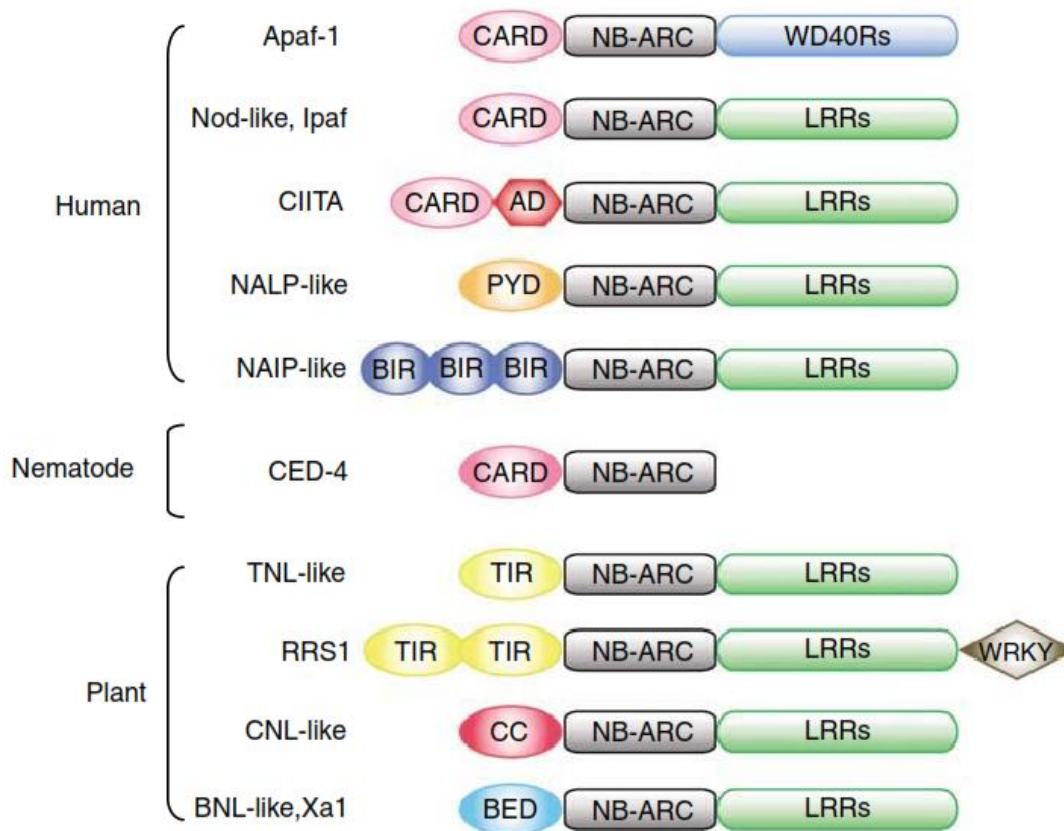 Apaf-1 CARD NB-ARC WD40Rs
Nod-like, Ipaf CARD NB-ARC LRRs
Human
CIITA CARD AD NB-ARC LRRs
NALP-like PYD NB-ARC LRRs
NAIP-like BIR BIR BIR NB-ARC LRRs
Nematode CED-4 CARD NB-ARC
TNL-like TIR NB-ARC LRRs
RRS1 TIR TIR NB-ARC LRRs WRKY
Plant
CNL-like CC NB-ARC LRRs
BNL-like,Xa1 BED NB-ARC LRRs